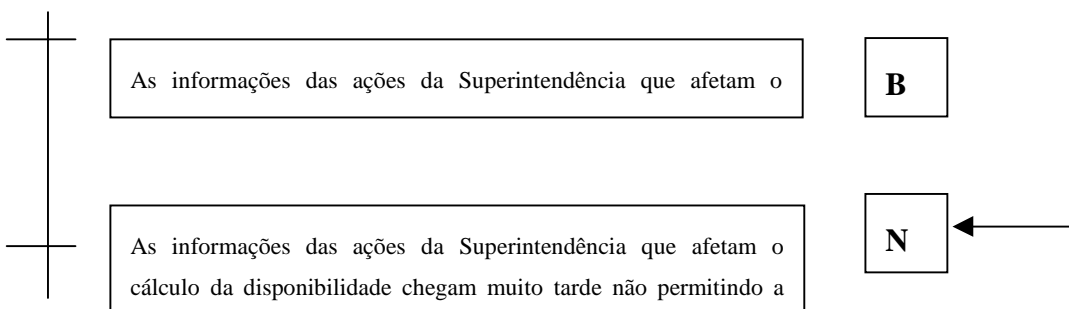 As informações das ações da Superintendência que afetam o
B
As informações das ações da Superintendência que afetam o
cálculo da disponibilidade chegam muito tarde não permitindo a
N